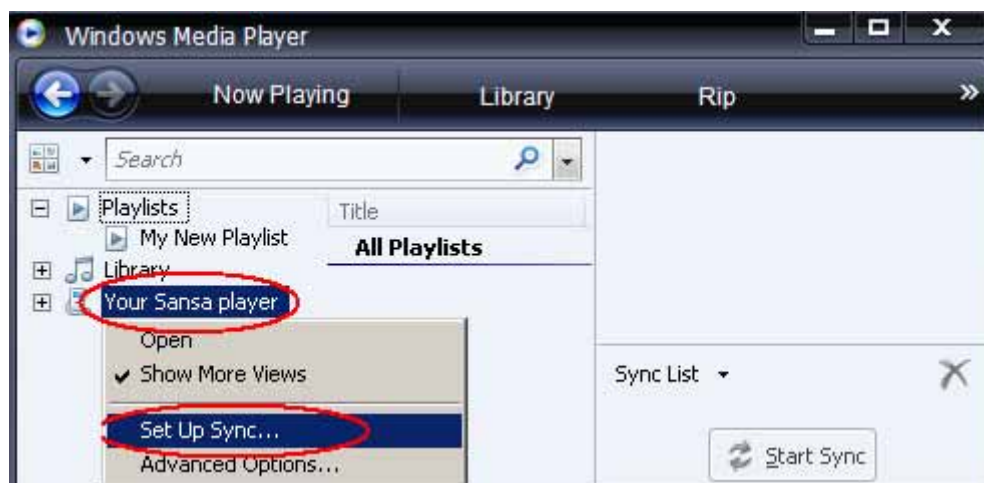 Windows Media Player
Now Playing Library Rip »
Search
Playlists
My New Playlist
Library
Your Sansa player
Title
All Playlists
Open
Show More Views
Set Up Sync...
Advanced Options...
Sync List
Start Sync